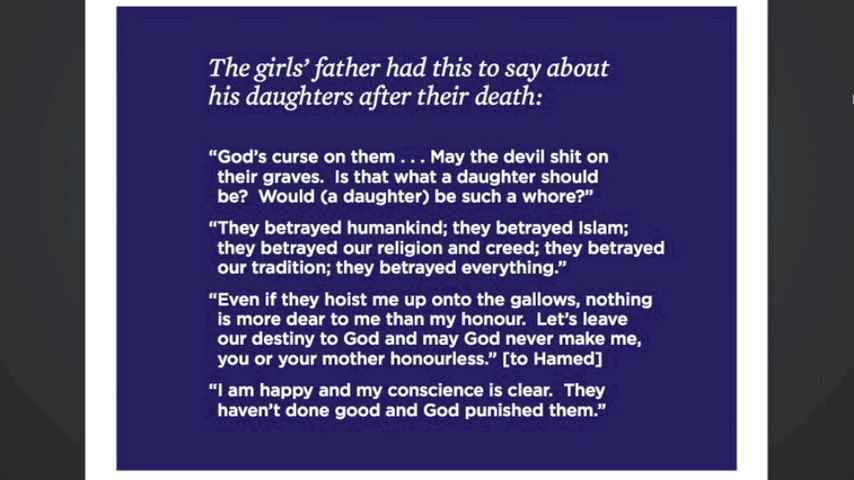 The girls’ father had this to say about
his daughters after their death:
“God’s curse on them . . . May the devil shit on
their graves.  Is that what a daughter should
be?  Would (a daughter) be such a whore?”
“They betrayed humankind; they betrayed Islam;
they betrayed our religion and creed; they betrayed
our tradition; they betrayed everything.”
“Even if they hoist me up onto the gallows, nothing
is more dear to me than my honour.  Let’s leave
our destiny to God and may God never make me,
you or your mother honourless.” [to Hamed]
“I am happy and my conscience is clear.  They
haven’t done good and God punished them.”